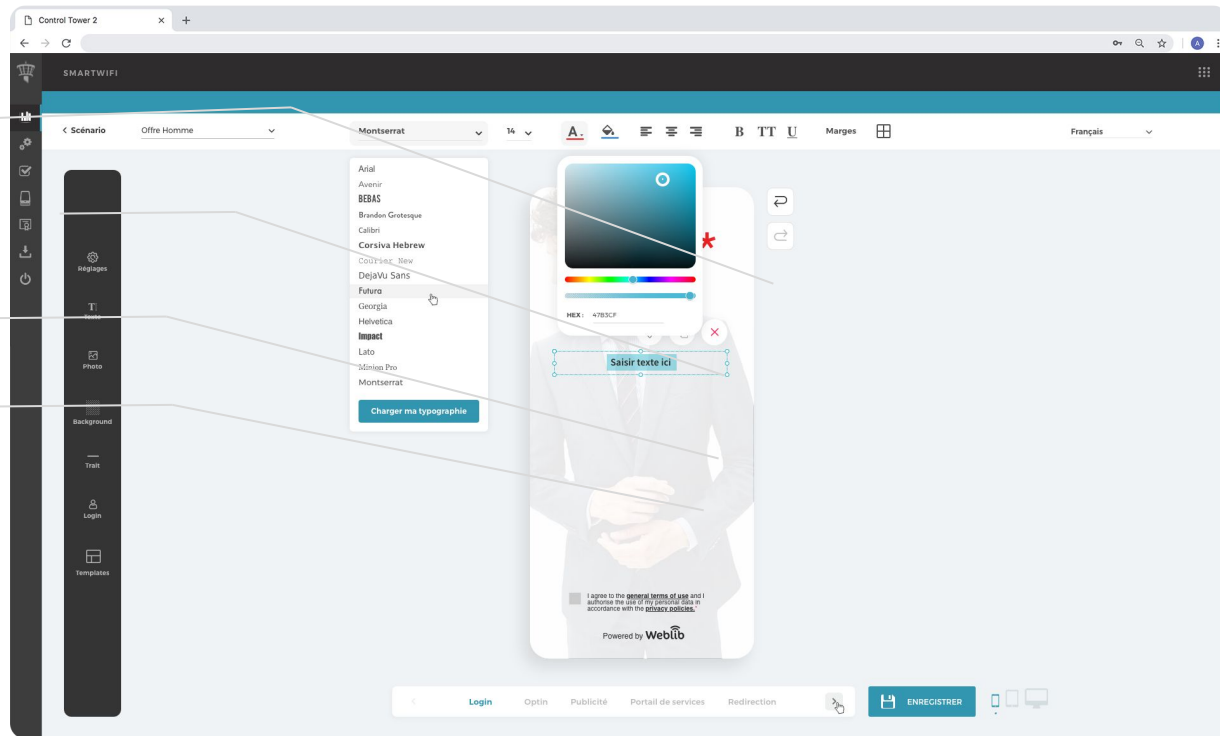 Control Tower 2
A
SMARTWIFI
Scénario
Offre Homme
Montserrat
14
A.
B TT U
Marges
Français
Arial
Avenir
BEBAS
Brandon Grotesque
Calibri
Corsiva Hebrew
Courier New
DejaVu Sans
Futura
Georgia
Helvetica
Impact
Lato
Minion Pro
Montserrat
Charger ma typographie
Réglages
T
Texte
Photo
Background
Trait
Login
Templates
HEX : 47B3CF
Saisir texte ici
I agree to the general terms of use and I
authorise the use of my personal data in
accordance with the privacy policies.*
Powered by Weblib
Login
Optin
Publicité
Portail de services
Redirection
ENREGISTRER